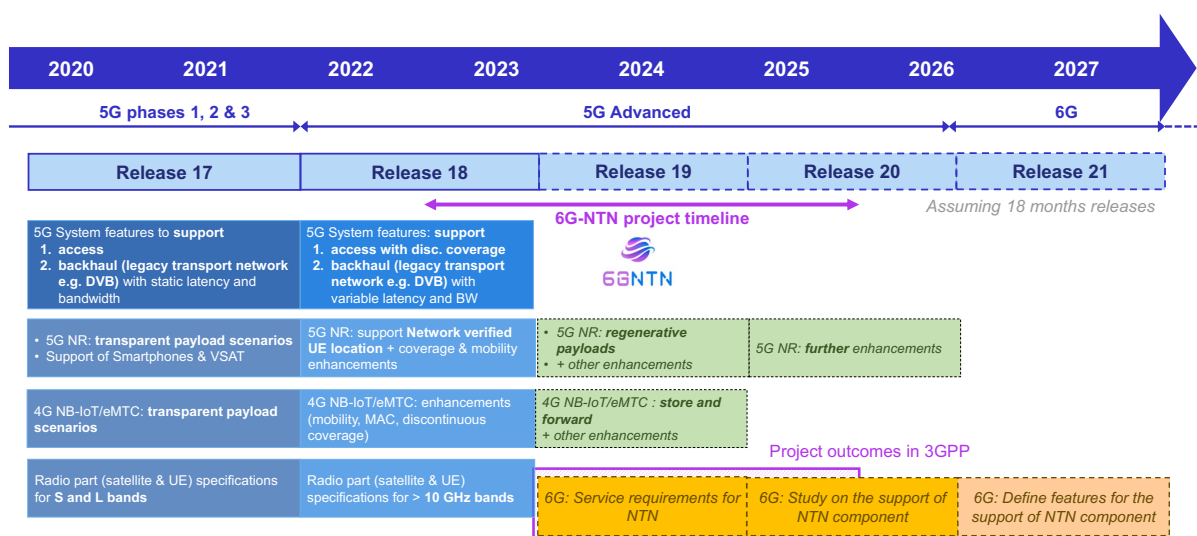 2020 2021 2022 2023 2024 2025 2026 2027
5G phases 1, 2 & 3 5G Advanced 6G
Release 17 Release 18 Release 19 Release 20 Release 21
Assuming 18 months releases
6G-NTN project timeline
6GNTN
5G System features to support
1. access
2. backhaul (legacy transport network
e.g. DVB) with static latency and
bandwidth
5G System features: support
1. access with disc. coverage
2. backhaul (legacy transport
network e.g. DVB) with
variable latency and BW
• 5G NR: transparent payload scenarios
• Support of Smartphones & VSAT
5G NR: support Network verified
UE location + coverage & mobility
enhancements
• 5G NR: regenerative
payloads
• + other enhancements
5G NR: further enhancements
4G NB-IoT/eMTC: transparent payload
scenarios
4G NB-IoT/eMTC: enhancements
(mobility, MAC, discontinuous
coverage)
4G NB-IoT/eMTC : store and
forward
+ other enhancements
Project outcomes in 3GPP
Radio part (satellite & UE) specifications
for S and L bands
Radio part (satellite & UE)
specifications for > 10 GHz bands
6G: Service requirements for
NTN
6G: Study on the support of
NTN component
6G: Define features for the
support of NTN component